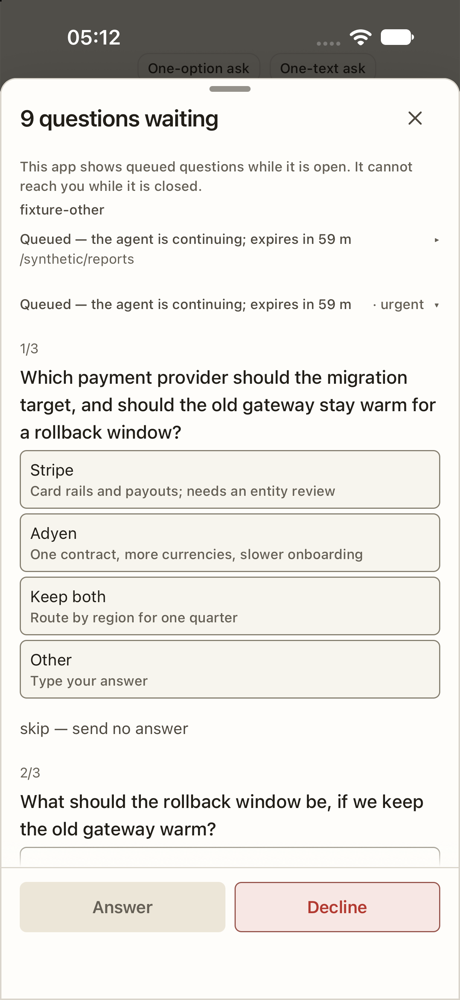 05:12
One-option ask
One-text ask
9 questions waiting
This app shows queued questions while it is open. It cannot
reach you while it is closed.
fixture-other
Queued — the agent is continuing; expires in 59 m
/synthetic/reports
Queued — the agent is continuing; expires in 59 m · urgent
1/3
Which payment provider should the migration
target, and should the old gateway stay warm for
a rollback window?
Stripe
Card rails and payouts; needs an entity review
Adyen
One contract, more currencies, slower onboarding
Keep both
Route by region for one quarter
Other
Type your answer
skip — send no answer
2/3
What should the rollback window be, if we keep
the old gateway warm?
Answer
Decline